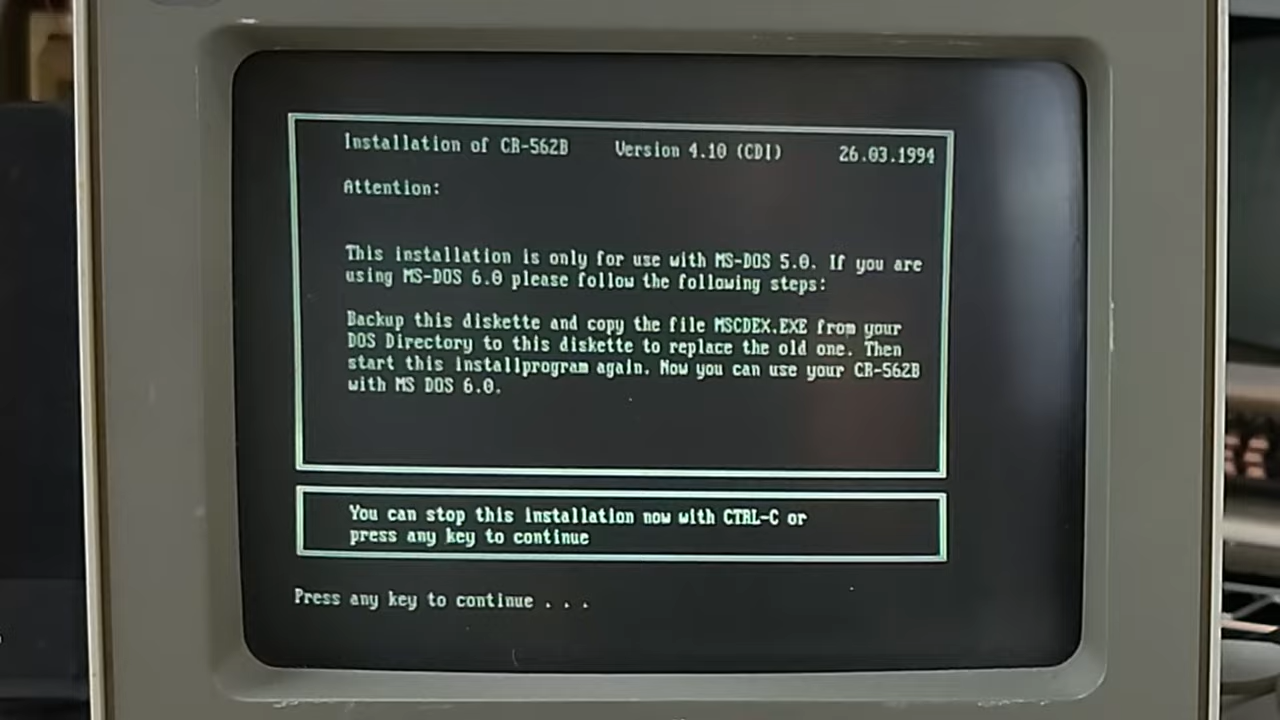 Installation of CR-562B Version 4.10 (CDI) 26.03.1994
Attention:
This installation is only for use with MS-DOS 5.0. If you are
using MS-DOS 6.0 please follow the following steps:
Backup this diskette and copy the file MSCDEX.EXE from your
DOS Directory to this diskette to replace the old one. Then
start this installprogram again. Now you can use your CR-562B
with MS DOS 6.0.
You can stop this installation now with CTRL-C or
press any key to continue
Press any key to continue . . .